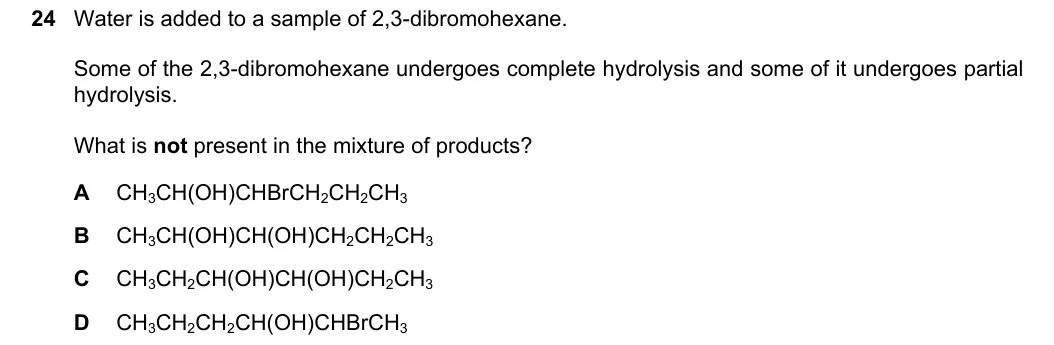 24 Water is added to a sample of 2,3-dibromohexane.
Some of the 2,3-dibromohexane undergoes complete hydrolysis and some of it undergoes partial
hydrolysis.
What is not present in the mixture of products?
A CH₃CH(OH)CHBrCH₂CH₂CH₃
B CH₃CH(OH)CH(OH)CH₂CH₂CH₃
C CH₃CH₂CH(OH)CH(OH)CH₂CH₃
D CH₃CH₂CH₂CH(OH)CHBrCH₃